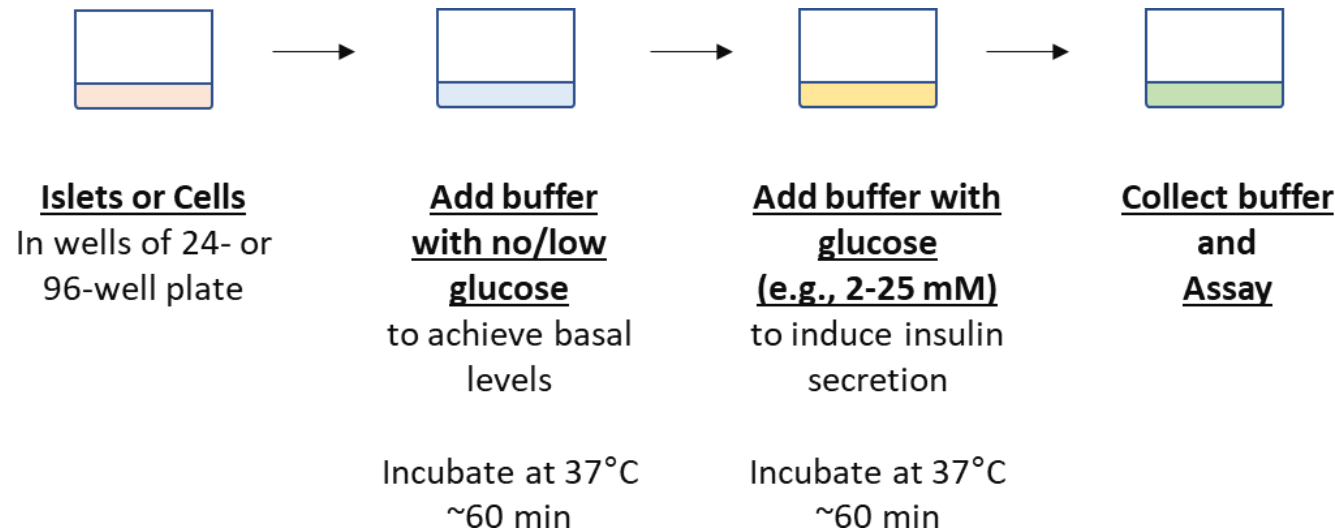 Islets or Cells
In wells of 24- or
96-well plate
Add buffer
with no/low
glucose
to achieve basal
levels
Incubate at 37°C
~60 min
Add buffer with
glucose
(e.g., 2-25 mM)
to induce insulin
secretion
Incubate at 37°C
~60 min
Collect buffer
and
Assay